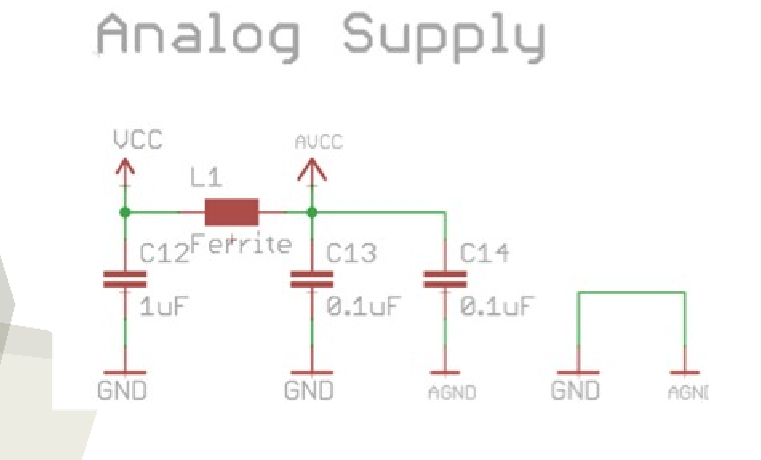 Analog Supply
VCC
AVCC
L1
C12
Ferrite
C13
C14
1uF
0.1uF
0.1uF
GND
GND
AGND
GND
AGN